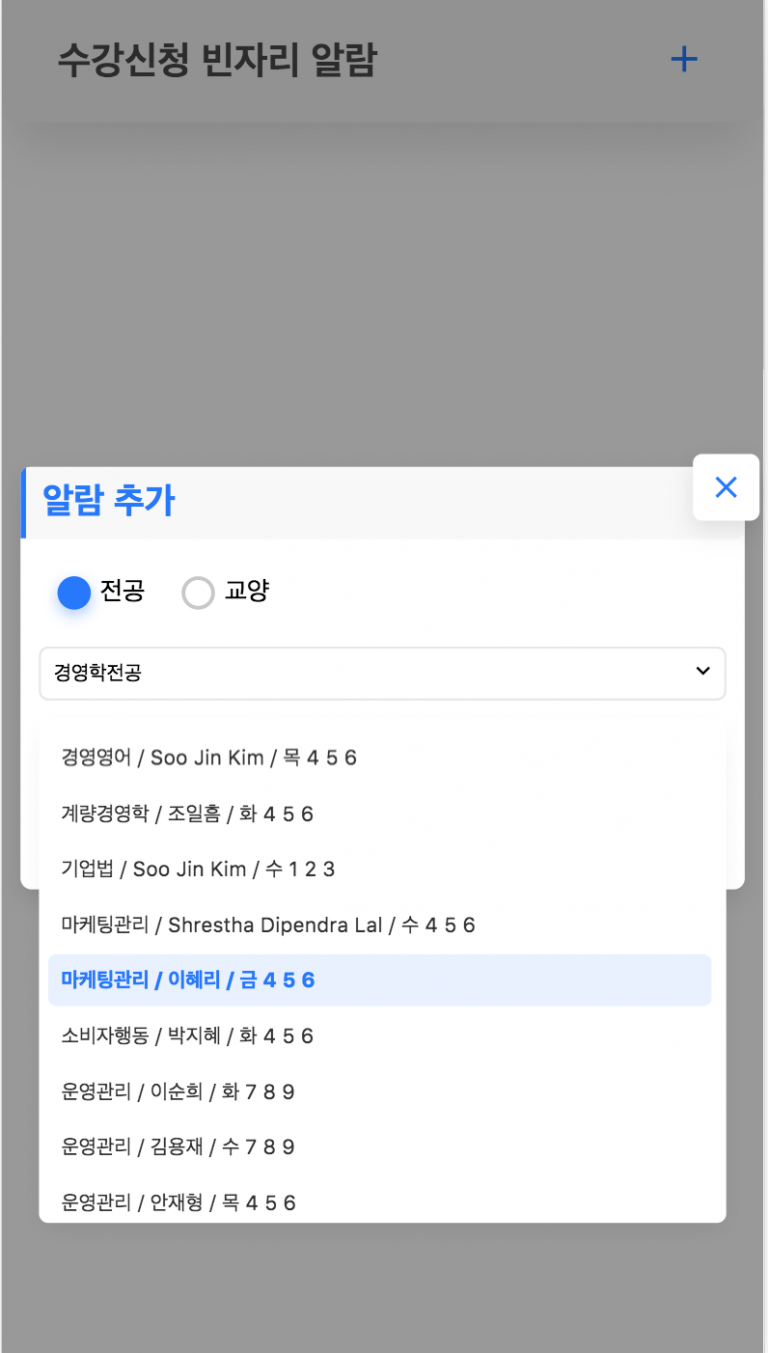 수강신청 빈자리 알람
알람 추가
전공 교양
경영학전공
경영영어 / Soo Jin Kim / 목 4 5 6
계량경영학 / 조일흠 / 화 4 5 6
기업법 / Soo Jin Kim / 수 1 2 3
마케팅관리 / Shrestha Dipendra Lal / 수 4 5 6
마케팅관리 / 이혜리 / 금 4 5 6
소비자행동 / 박지혜 / 화 4 5 6
운영관리 / 이순희 / 화 7 8 9
운영관리 / 김용재 / 수 7 8 9
운영관리 / 안재형 / 목 4 5 6